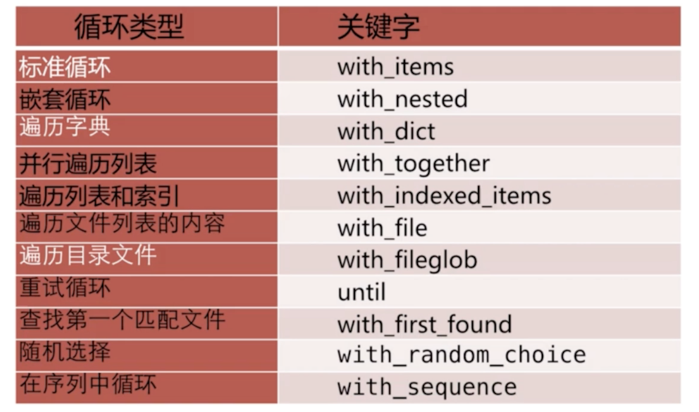 循环类型 关键字
标准循环 with_items
嵌套循环 with_nested
遍历字典 with_dict
并行遍历列表 with_together
遍历列表和索引 with_indexed_items
遍历文件列表的内容 with_file
遍历目录文件 with_fileglob
重试循环 until
查找第一个匹配文件 with_first_found
随机选择 with_random_choice
在序列中循环 with_sequence